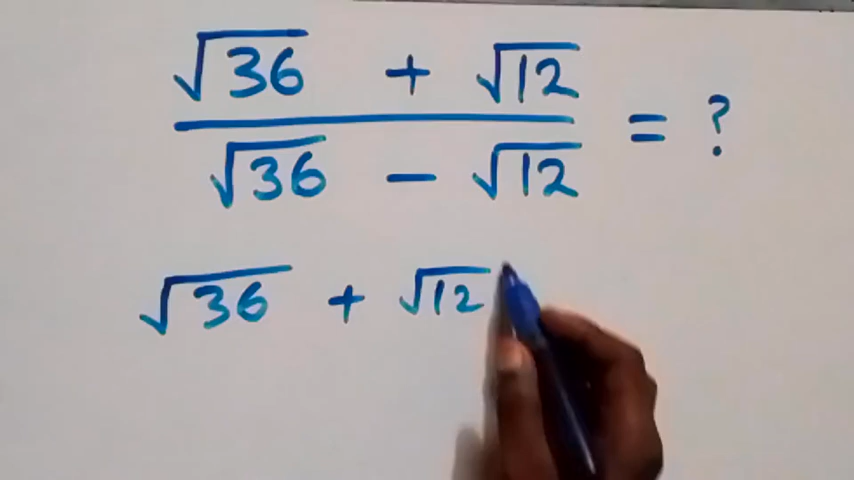 √36 + √12
√36 − √12 = ?
√36 + √12